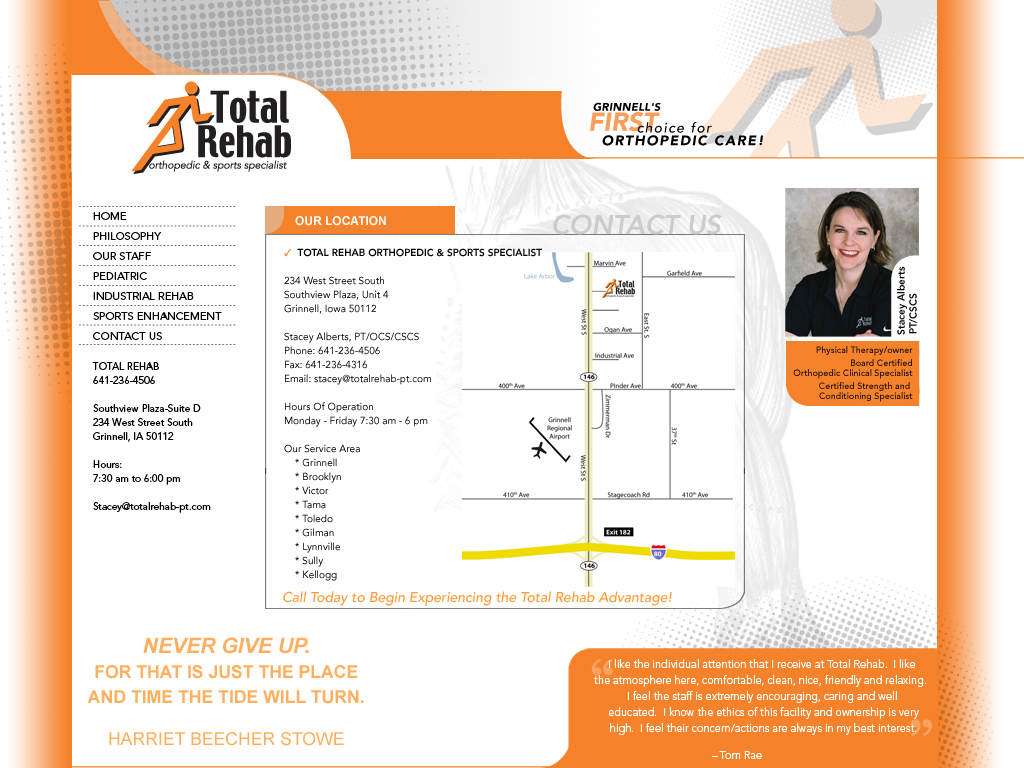 Total
Rehab
orthopedic & sports specialist
GRINNELL'S
FIRST choice for
ORTHOPEDIC CARE!
HOME
PHILOSOPHY
OUR STAFF
PEDIATRIC
INDUSTRIAL REHAB
SPORTS ENHANCEMENT
CONTACT US
TOTAL REHAB
641-236-4506
Southview Plaza-Suite D
234 West Street South
Grinnell, IA 50112
Hours:
7:30 am to 6:00 pm
Stacey@totalrehab-pt.com
OUR LOCATION
CONTACT US
✓ TOTAL REHAB ORTHOPEDIC & SPORTS SPECIALIST
234 West Street South
Southview Plaza, Unit 4
Grinnell, Iowa 50112
Stacey Alberts, PT/OCS/CSCS
Phone: 641-236-4506
Fax: 641-236-4316
Email: stacey@totalrehab-pt.com
Hours Of Operation
Monday - Friday 7:30 am - 6 pm
Our Service Area
* Grinnell
* Brooklyn
* Victor
* Tama
* Toledo
* Gilman
* Lynnville
* Sully
* Kellogg
Marvin Ave
Garfield Ave
Lake Arbor
Total
Rehab
West St S
East St. S
Ogan Ave
Industrial Ave
146
400th Ave
Pinder Ave
400th Ave
Zimmerman Dr
Grinnell
Regional
Airport
37th St
West St S
410th Ave
Stagecoach Rd
410th Ave
Exit 182
80
146
Call Today to Begin Experiencing the Total Rehab Advantage!
Stacey Alberts
PT/CSCS
Physical Therapy/owner
Board Certified
Orthopedic Clinical Specialist
Certified Strength and
Conditioning Specialist
NEVER GIVE UP.
FOR THAT IS JUST THE PLACE
AND TIME THE TIDE WILL TURN.
HARRIET BEECHER STOWE
“I like the individual attention that I receive at Total Rehab. I like
the atmosphere here, comfortable, clean, nice, friendly and relaxing.
I feel the staff is extremely encouraging, caring and well
educated. I know the ethics of this facility and ownership is very
high. I feel their concern/actions are always in my best interest.”
–Tom Rae